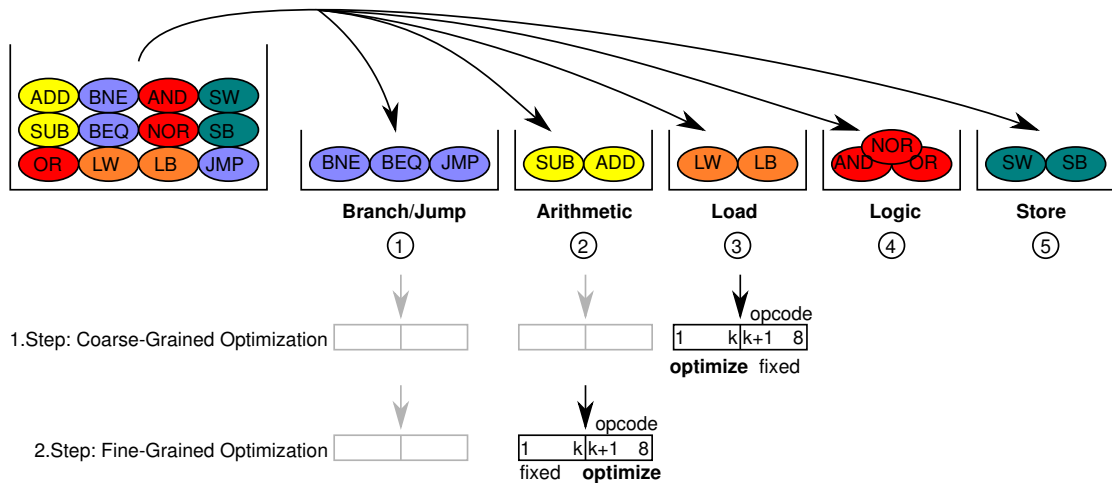 ADD BNE AND SW
SUB BEQ NOR SB
OR LW LB JMP
BNE BEQ JMP
SUB ADD
LW LB
NOR
AND OR
SW SB
Branch/Jump Arithmetic Load Logic Store
1 2 3 4 5
opcode
1.Step: Coarse-Grained Optimization
1 k k+1 8
optimize fixed
opcode
2.Step: Fine-Grained Optimization
1 k k+1 8
fixed optimize